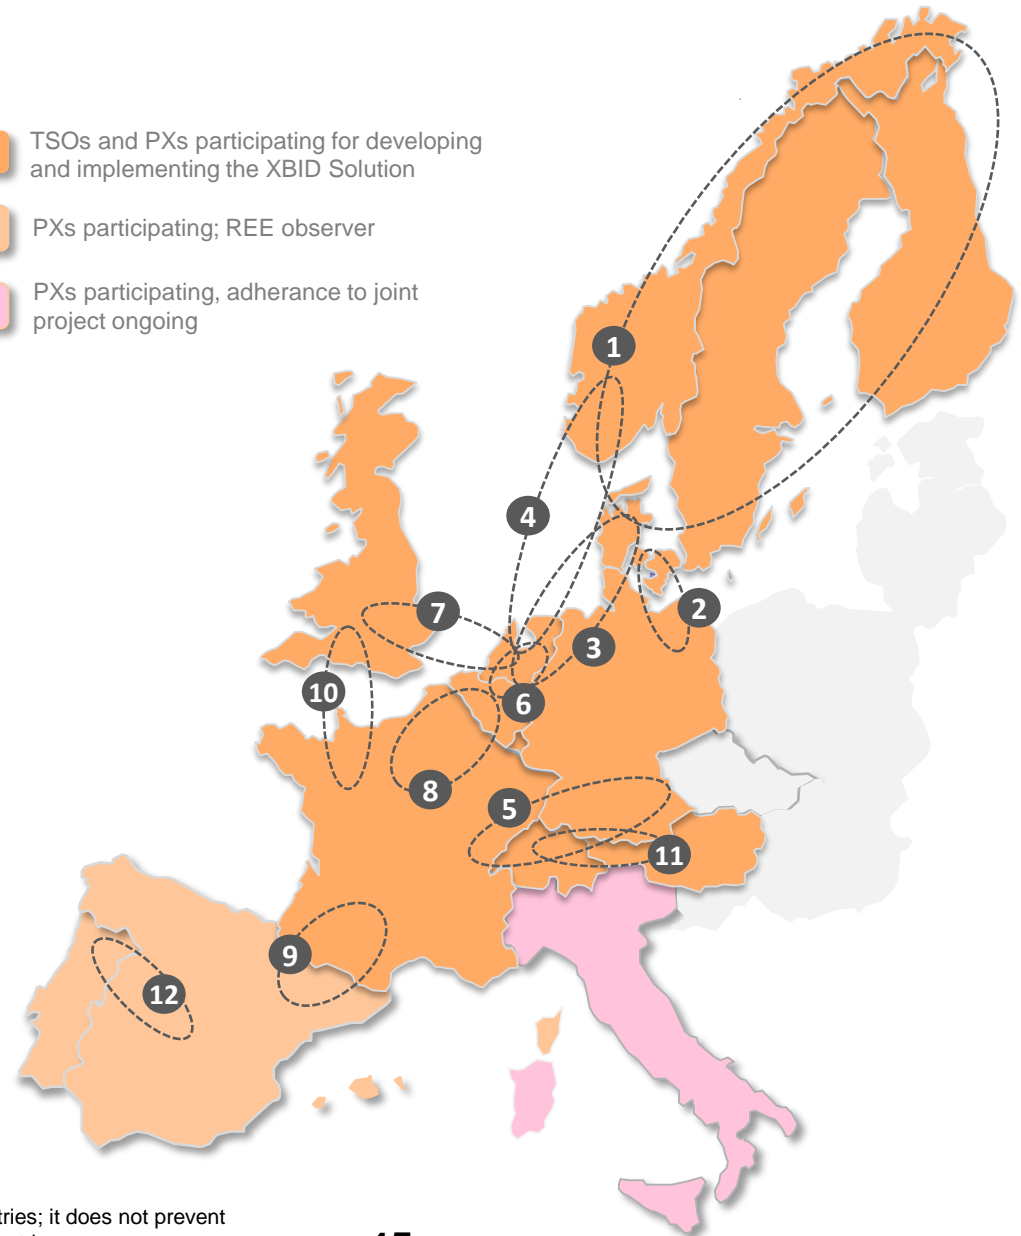 TSOs and PXs participating for developing
and implementing the XBID Solution
PXs participating; REE observer
PXs participating, adherance to joint
project ongoing
1
4
7
2
3
10
6
8
5
11
9
12
tries; it does not prevent